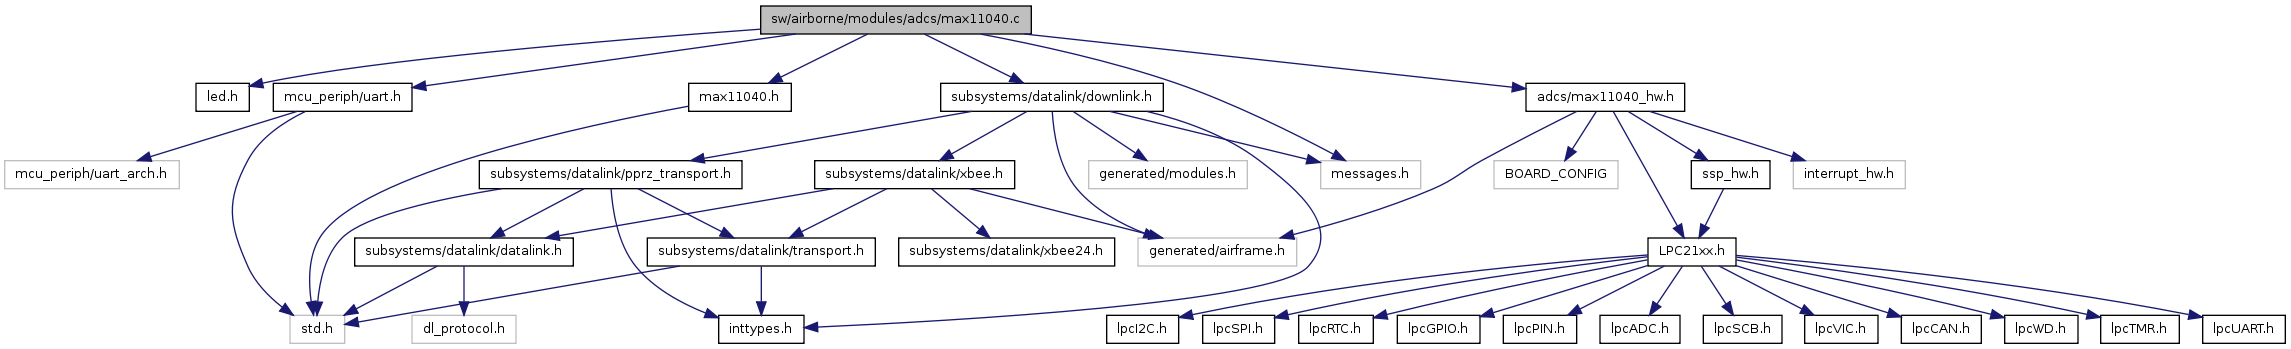 sw/airborne/modules/adcs/max11040.c
led.h
mcu_periph/uart.h
max11040.h
subsystems/datalink/downlink.h
adcs/max11040_hw.h
mcu_periph/uart_arch.h
subsystems/datalink/pprz_transport.h
subsystems/datalink/xbee.h
generated/modules.h
messages.h
BOARD_CONFIG
ssp_hw.h
interrupt_hw.h
subsystems/datalink/datalink.h
subsystems/datalink/transport.h
subsystems/datalink/xbee24.h
generated/airframe.h
LPC21xx.h
std.h
dl_protocol.h
inttypes.h
lpcI2C.h
lpcSPI.h
lpcRTC.h
lpcGPIO.h
lpcPIN.h
lpcADC.h
lpcSCB.h
lpcVIC.h
lpcCAN.h
lpcWD.h
lpcTMR.h
lpcUART.h